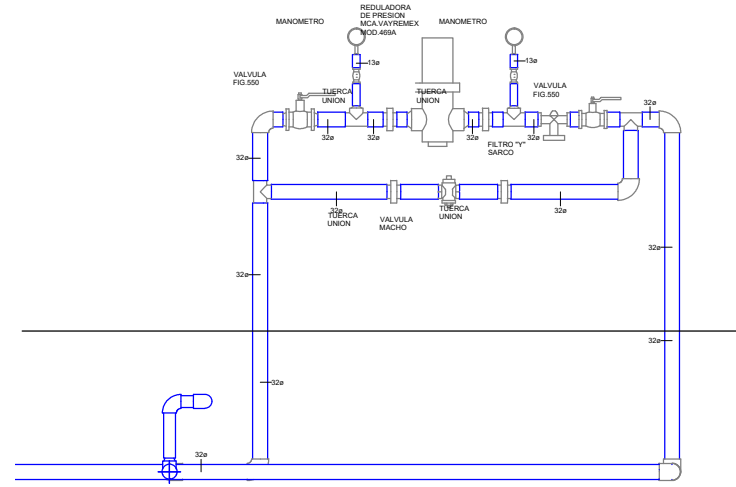 MANOMETRO
REDULADORA
DE PRESION
MCA.VAYREMEX
MOD.469A
MANOMETRO
13ø
13ø
VALVULA
FIG.550
TUERCA
UNION
TUERCA
UNION
VALVULA
FIG.550
32ø
32ø
32ø
32ø
32ø
FILTRO "Y"
SARCO
32ø
32ø
TUERCA
UNION
VALVULA
MACHO
TUERCA
UNION
32ø
32ø
32ø
32ø
32ø
32ø